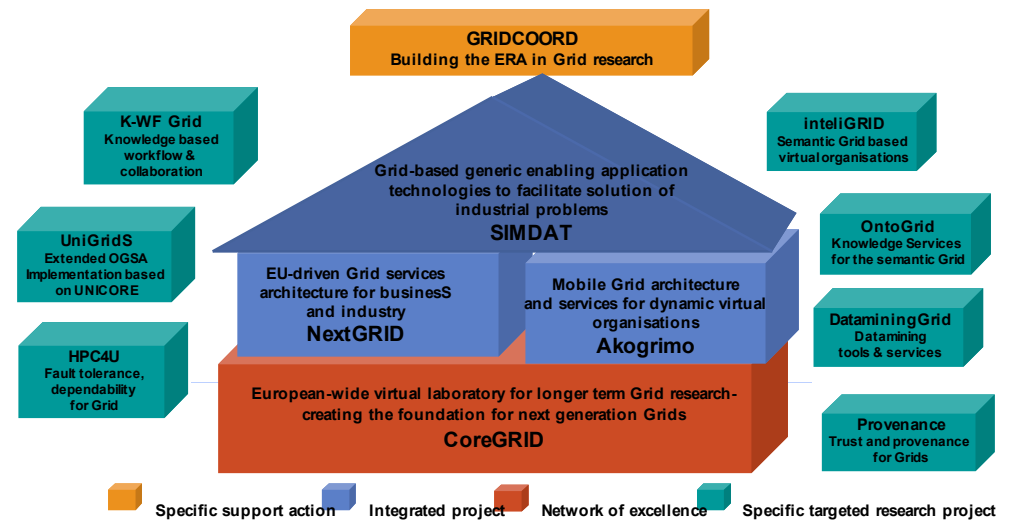 GRIDCOORD
Building the ERA in Grid research
K-WF Grid
Knowledge based
workflow &
collaboration
inteliGRID
Semantic Grid based
virtual organisations
Grid-based generic enabling application
technologies to facilitate solution of
industrial problems
SIMDAT
UniGridS
Extended OGSA
Implementation based
on UNICORE
OntoGrid
Knowledge Services
for the semantic Grid
EU-driven Grid services
architecture for businesS
and industry
NextGRID
Mobile Grid architecture
and services for dynamic virtual
organisations
Akogrimo
HPC4U
Fault tolerance,
dependability
for Grid
DataminingGrid
Datamining
tools & services
European-wide virtual laboratory for longer term Grid research-
creating the foundation for next generation Grids
CoreGRID
Provenance
Trust and provenance
for Grids
Specific support action
Integrated project
Network of excellence
Specific targeted research project